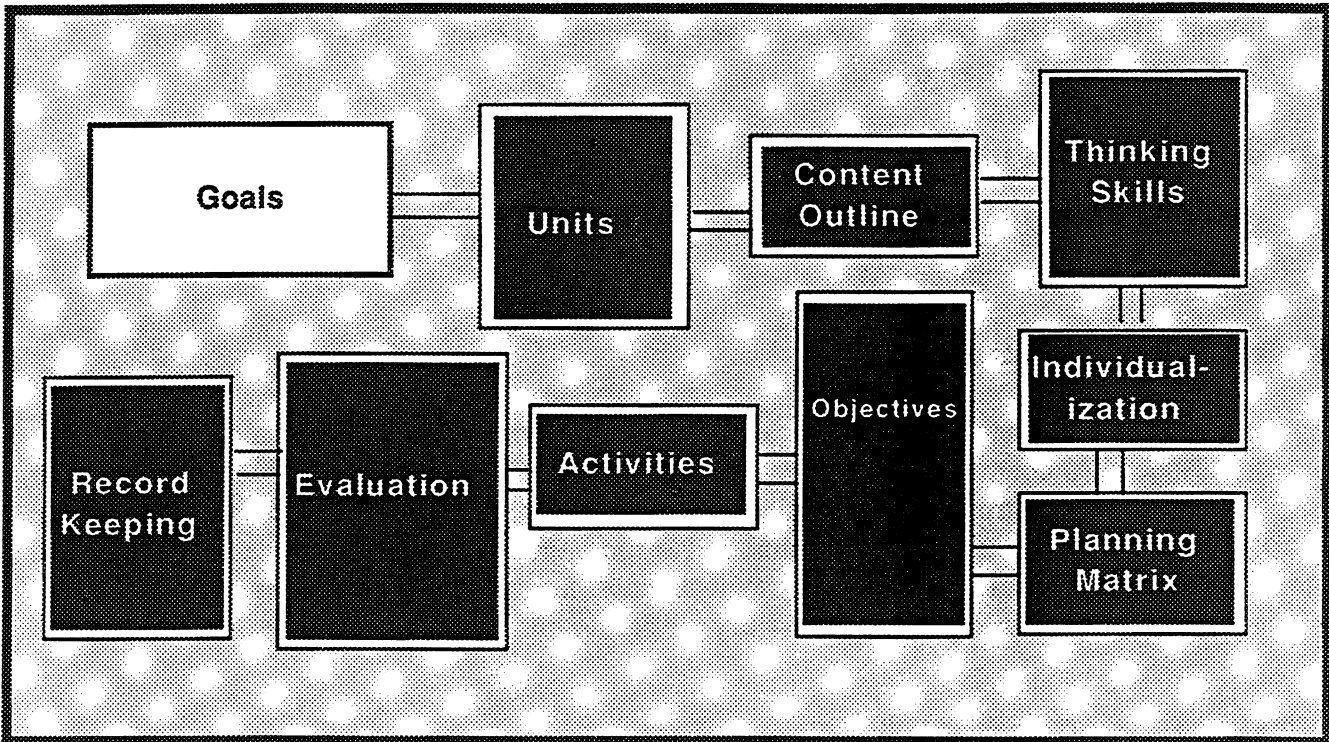 Goals
Units
Content
Outline
Thinking
Skills
Individual-
ization
Planning
Matrix
Objectives
Activities
Evaluation
Record
Keeping